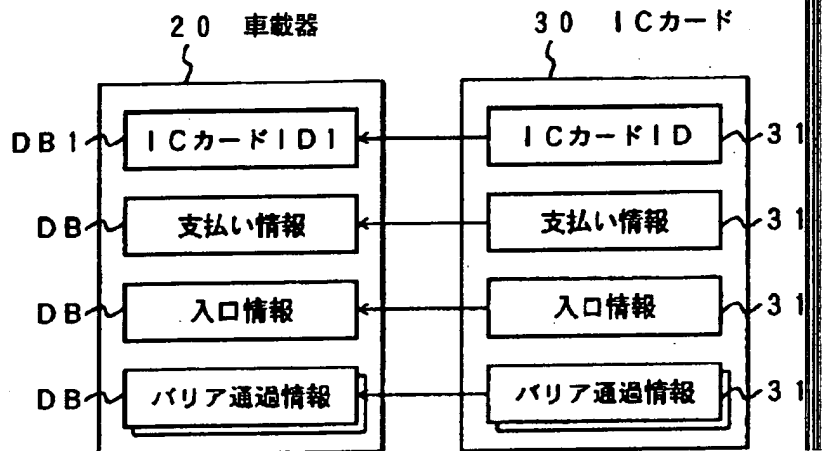 20 車載器 30 ICカード
DB1 ICカードID1 ICカードID 31
DB 支払い情報 支払い情報 31
DB 入口情報 入口情報 31
DB バリア通過情報 バリア通過情報 31